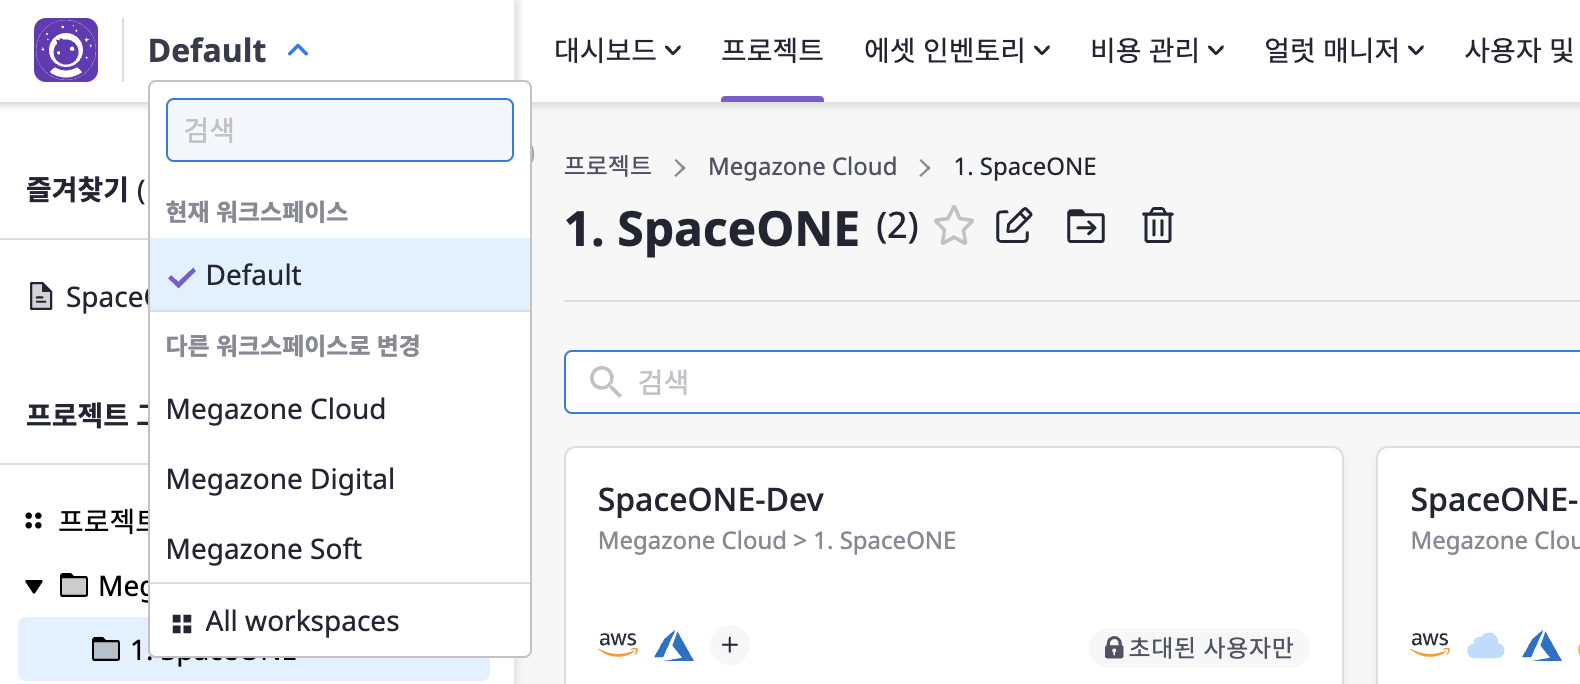 Default
대시보드
프로젝트
에셋 인벤토리
비용 관리
얼럿 매니저
사용자 및
검색
현재 워크스페이스
Default
다른 워크스페이스로 변경
Megazone Cloud
Megazone Digital
Megazone Soft
All workspaces
즐겨찾기 (
Space
프로젝트
프로젝트
Meg
1. SpaceONE
프로젝트 > Megazone Cloud > 1. SpaceONE
1. SpaceONE (2)
검색
SpaceONE-Dev
Megazone Cloud > 1. SpaceONE
aws
+
초대된 사용자만
SpaceONE-
Megazone Clou
aws